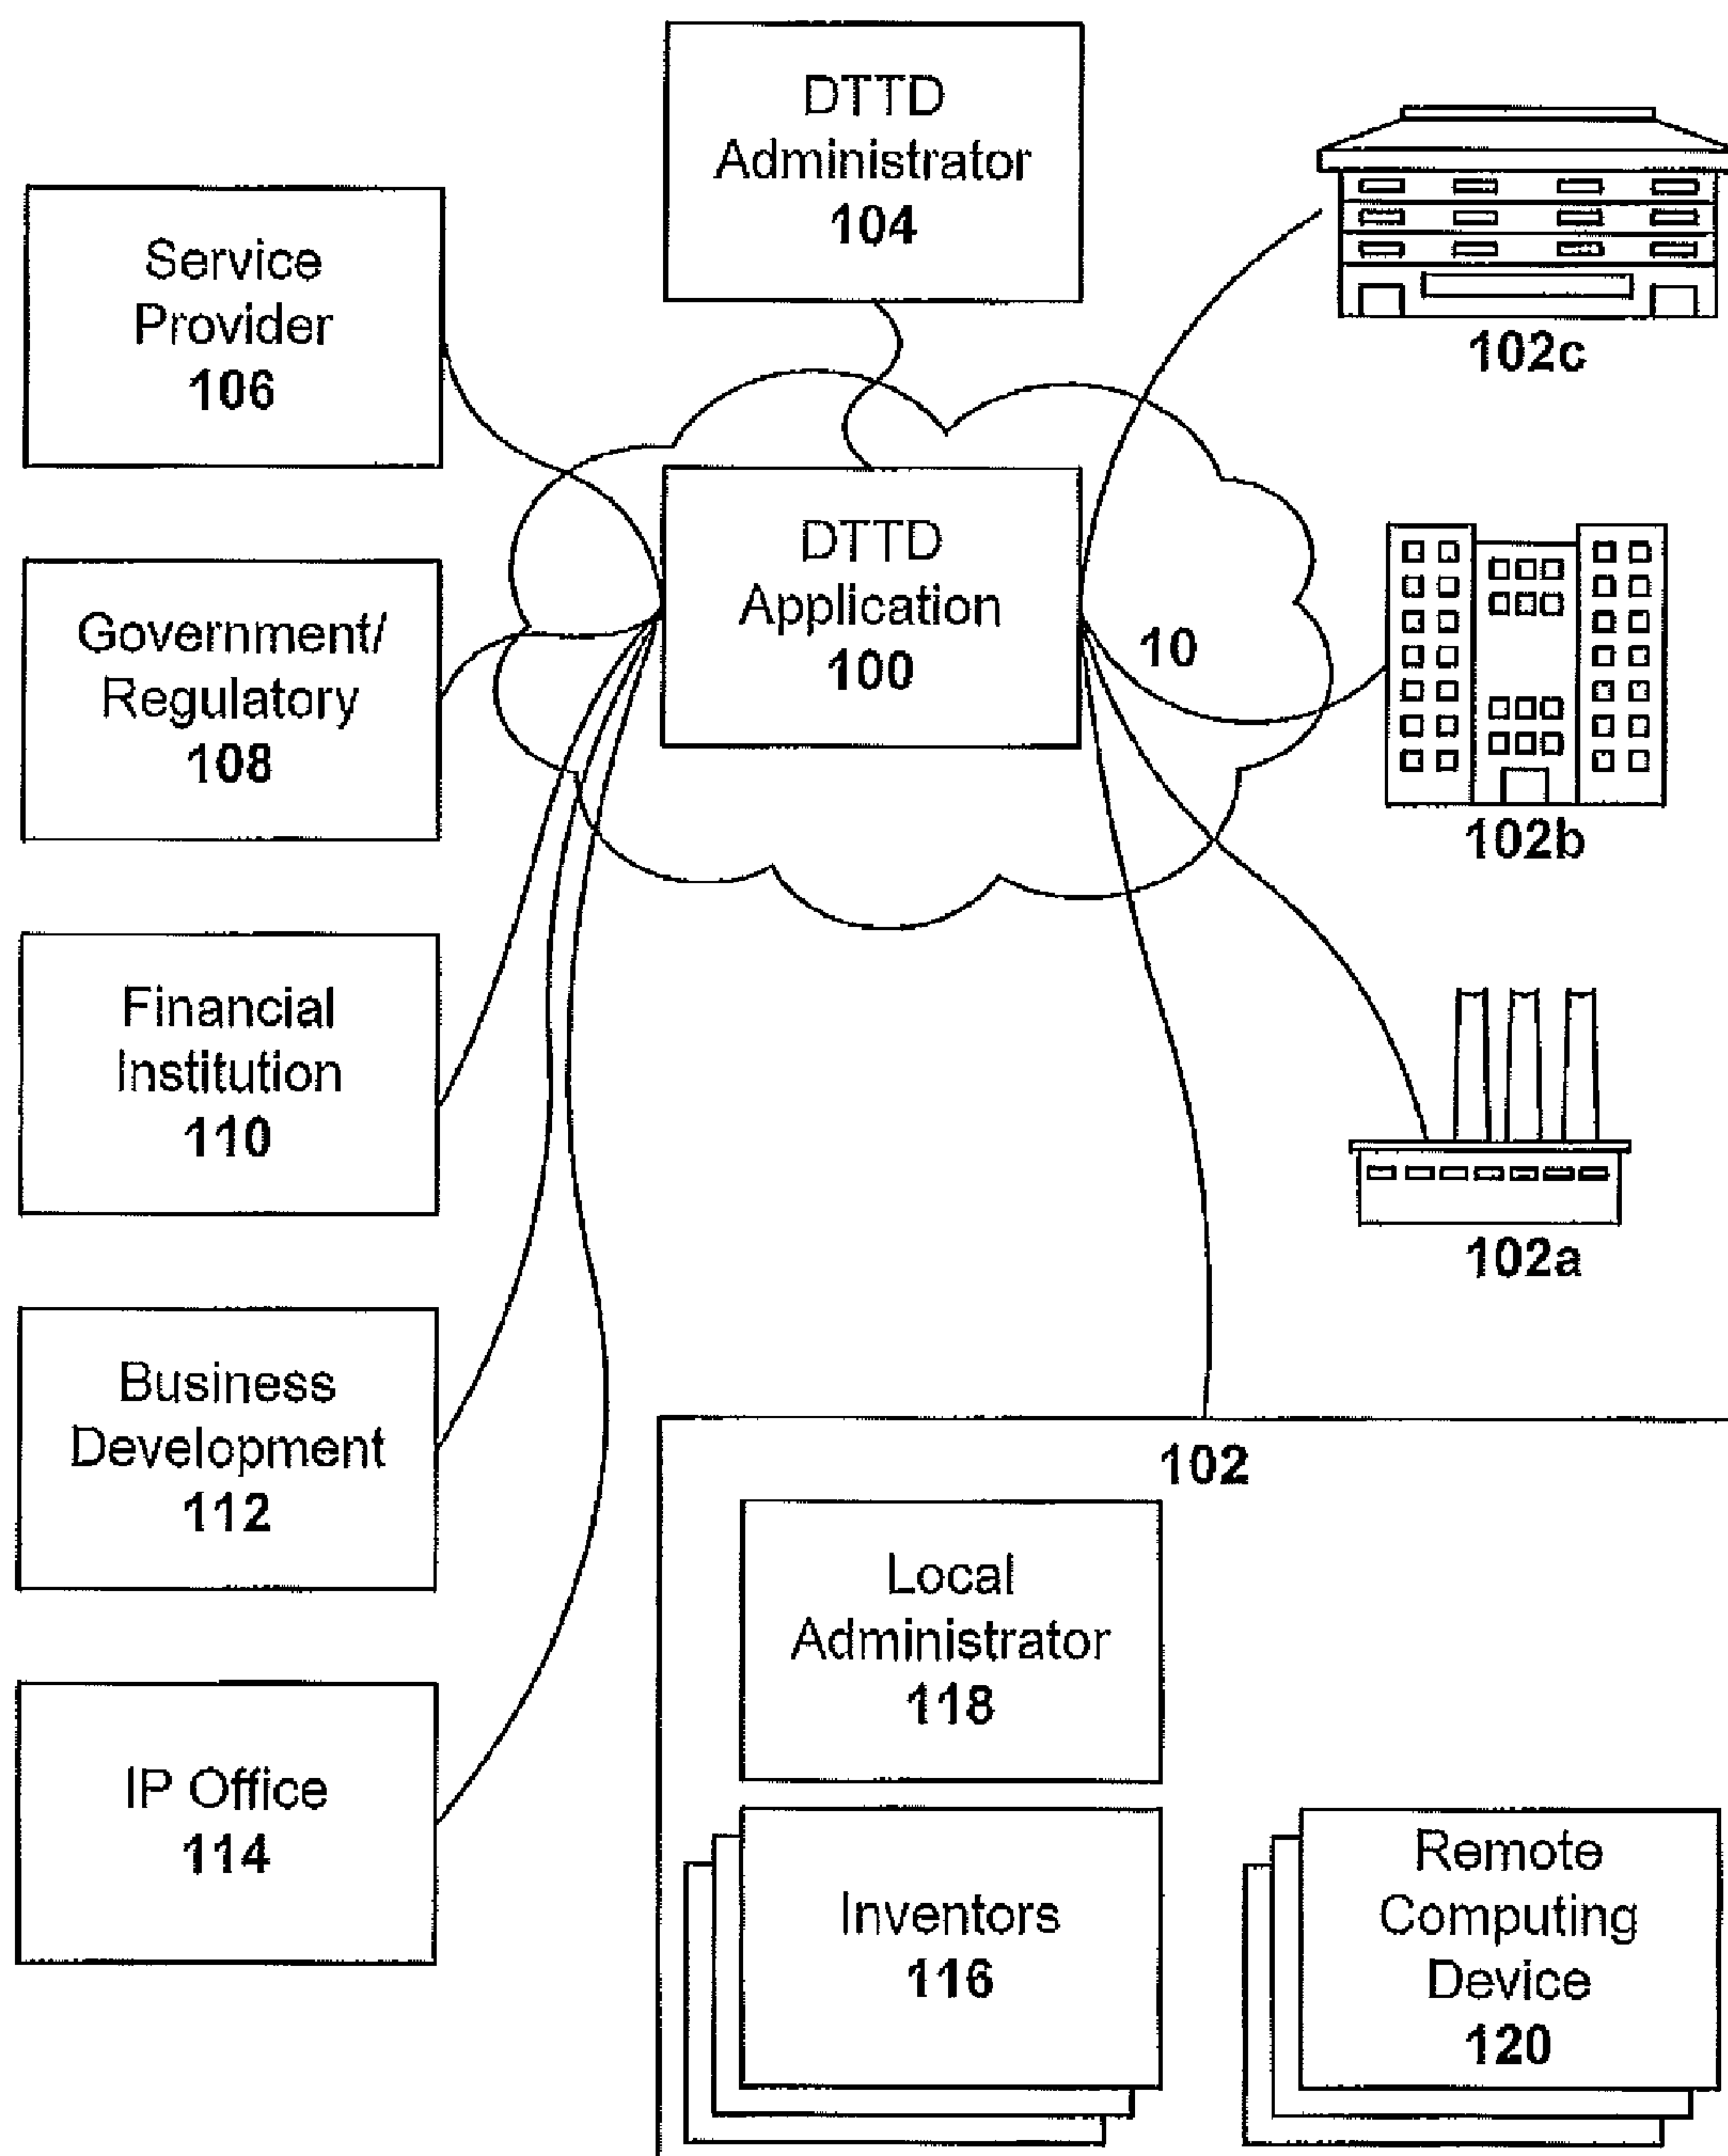 DTTD
Administrator
104
Service
Provider
106
102c
DTTD
Application
100
10
Government/
Regulatory
108
102b
Financial
Institution
110
102a
Business
Development
112
102
Local
Administrator
118
IP Office
114
Inventors
116
Remote
Computing
Device
120